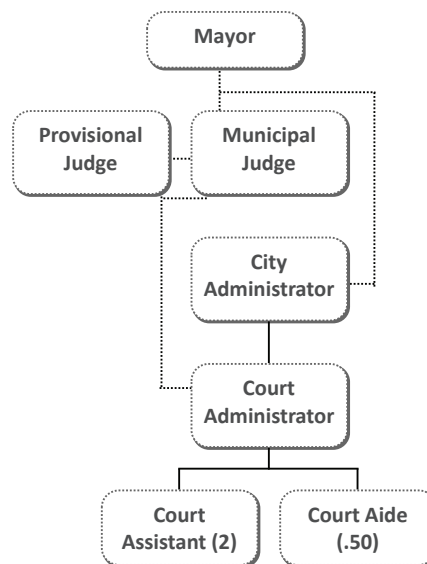 Mayor
Provisional
Judge
Municipal
Judge
City
Administrator
Court
Administrator
Court
Assistant (2)
Court Aide
(.50)